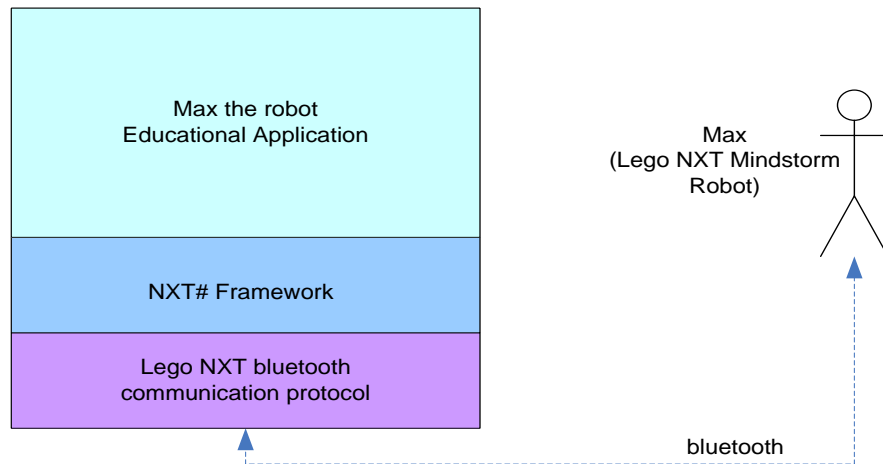 Max the robot
Educational Application
NXT# Framework
Lego NXT bluetooth
communication protocol
Max
(Lego NXT Mindstorm
Robot)
bluetooth